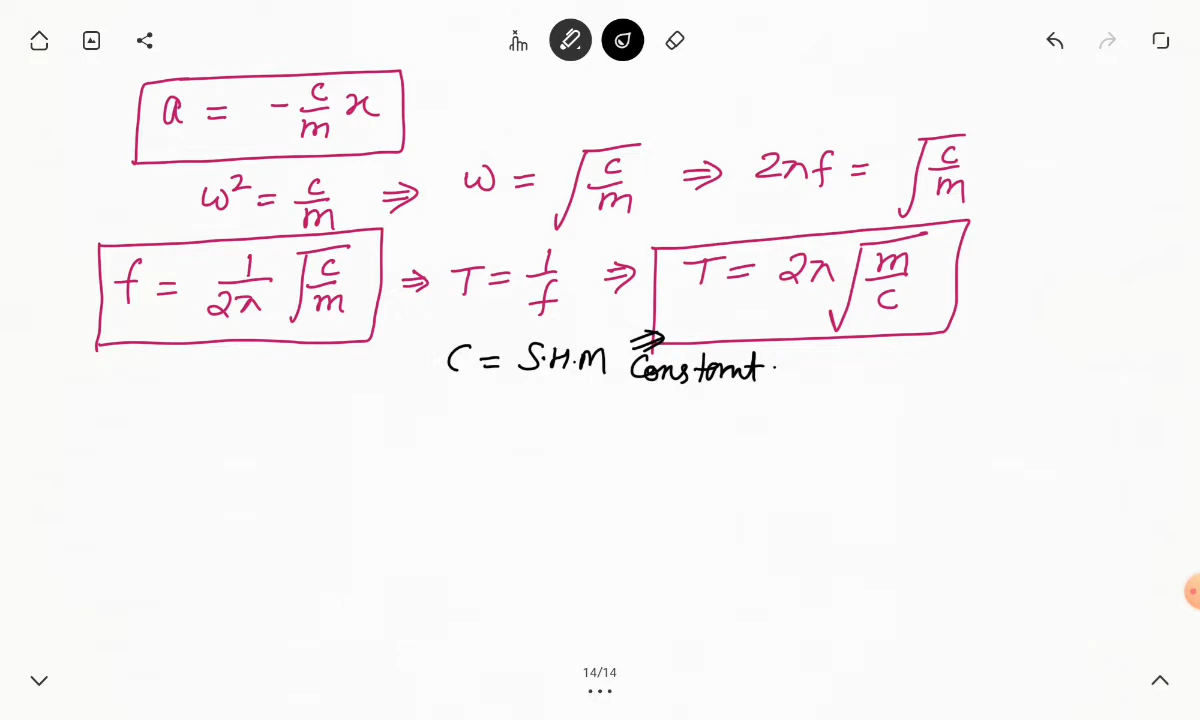 a = - c/m x
ω² = c/m ⇒ ω = √(c/m) ⇒ 2πf = √(c/m)
f = 1/2π √(c/m) ⇒ T = 1/f ⇒ T = 2π √(m/c)
C = S.H.M ⇒ Constant.
14/14